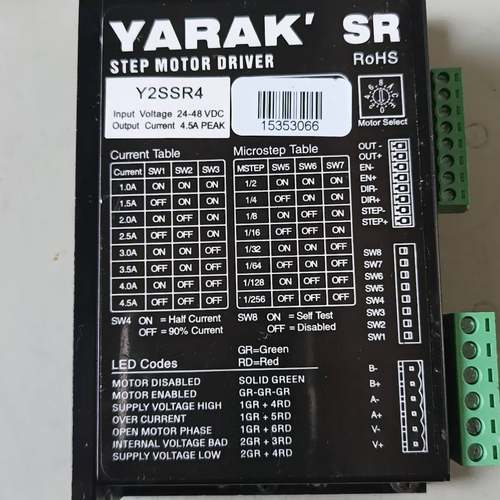 YARAK' SR
STEP MOTOR DRIVER
RoHS
Y2SSR4
Input Voltage 24-48 VDC
Output Current 4.5A PEAK
15353066
Motor Select
Current Table
Current SW1 SW2 SW3
1.0A ON ON ON
1.5A OFF ON ON
2.0A ON OFF ON
2.5A OFF OFF ON
3.0A ON ON OFF
3.5A OFF ON OFF
4.0A ON OFF OFF
4.5A OFF OFF OFF
SW4 ON = Half Current
OFF = 90% Current
Microstep Table
MSTEP SW5 SW6 SW7
1/2 ON ON ON
1/4 OFF ON ON
1/8 ON OFF ON
1/16 OFF OFF ON
1/32 ON ON OFF
1/64 OFF ON OFF
1/128 ON OFF OFF
1/256 OFF OFF OFF
SW8 ON = Self Test
OFF = Disabled
OUT-
OUT+
EN-
EN+
DIR-
DIR+
STEP-
STEP+
SW8
SW7
SW6
SW5
SW4
SW3
SW2
SW1
B-
B+
A-
A+
V-
V+
GR=Green
RD=Red
LED Codes
MOTOR DISABLED SOLID GREEN
MOTOR ENABLED GR-GR-GR
SUPPLY VOLTAGE HIGH 1GR + 4RD
OVER CURRENT 1GR + 5RD
OPEN MOTOR PHASE 1GR + 6RD
INTERNAL VOLTAGE BAD 2GR + 3RD
SUPPLY VOLTAGE LOW 2GR + 4RD